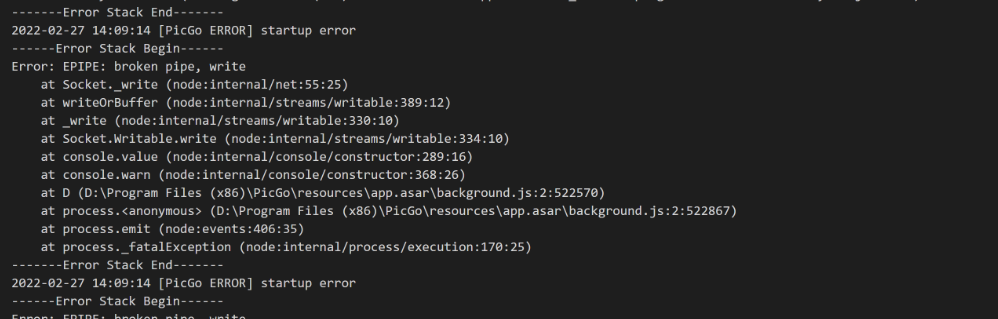 -------Error Stack End-------
2022-02-27 14:09:14 [PicGo ERROR] startup error
------Error Stack Begin------
Error: EPIPE: broken pipe, write
    at Socket._write (node:internal/net:55:25)
    at writeOrBuffer (node:internal/streams/writable:389:12)
    at _write (node:internal/streams/writable:330:10)
    at Socket.Writable.write (node:internal/streams/writable:334:10)
    at console.value (node:internal/console/constructor:289:16)
    at console.warn (node:internal/console/constructor:368:26)
    at D (D:\Program Files (x86)\PicGo\resources\app.asar\background.js:2:522570)
    at process.<anonymous> (D:\Program Files (x86)\PicGo\resources\app.asar\background.js:2:522867)
    at process.emit (node:events:406:35)
    at process._fatalException (node:internal/process/execution:170:25)
-------Error Stack End-------
2022-02-27 14:09:14 [PicGo ERROR] startup error
------Error Stack Begin------
Error: EPIPE: broken pipe, write